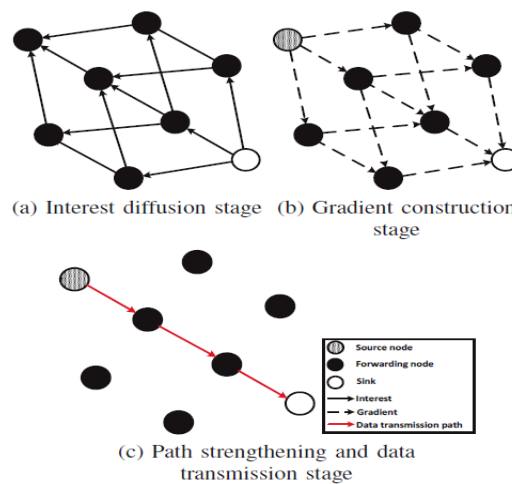 (a) Interest diffusion stage (b) Gradient construction
stage
Source node
Forwarding node
Sink
Interest
Gradient
Data transmission path
(c) Path strengthening and data
transmission stage